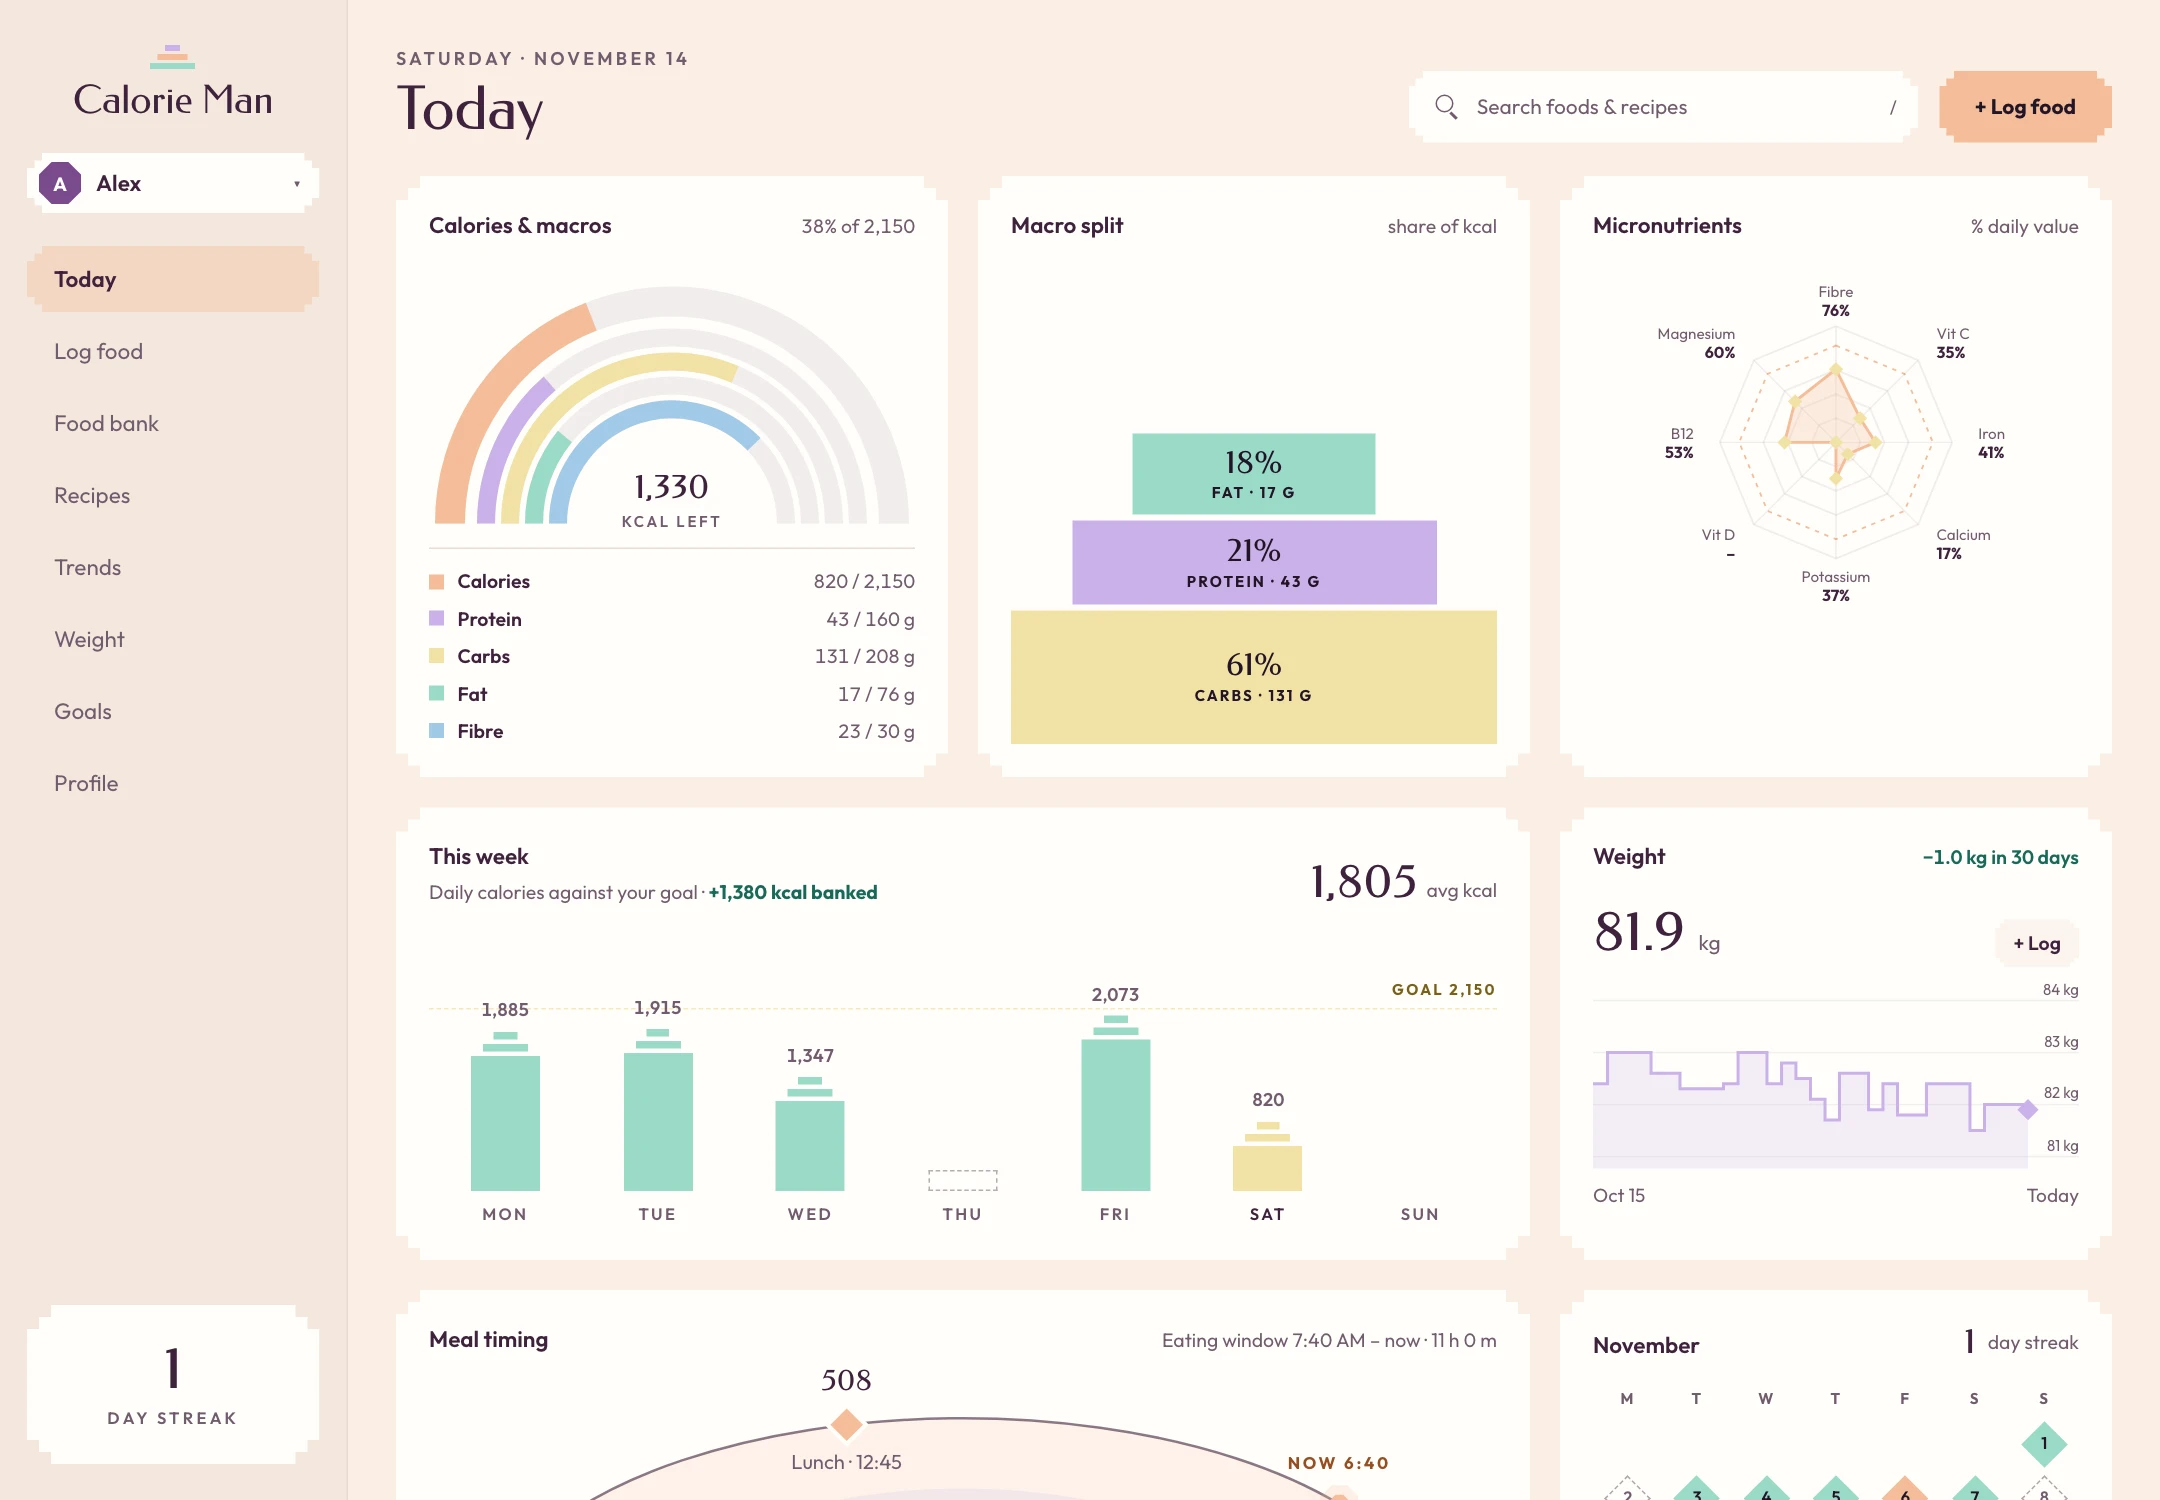 Calorie Man
A Alex
Today
Log food
Food bank
Recipes
Trends
Weight
Goals
Profile
1
DAY STREAK
SATURDAY · NOVEMBER 14
Today
Search foods & recipes /
+ Log food
Calories & macros 38% of 2,150
1,330
KCAL LEFT
Calories 820 / 2,150
Protein 43 / 160 g
Carbs 131 / 208 g
Fat 17 / 76 g
Fibre 23 / 30 g
Macro split share of kcal
18%
FAT · 17 G
21%
PROTEIN · 43 G
61%
CARBS · 131 G
Micronutrients % daily value
Fibre
76%
Vit C
35%
Iron
41%
Calcium
17%
Potassium
37%
Vit D
–
B12
53%
Magnesium
60%
This week
Daily calories against your goal · +1,380 kcal banked
1,805 avg kcal
GOAL 2,150
1,885
1,915
1,347
2,073
820
MON TUE WED THU FRI SAT SUN
Weight −1.0 kg in 30 days
81.9 kg
+ Log
84 kg
83 kg
82 kg
81 kg
Oct 15 Today
Meal timing Eating window 7:40 AM – now · 11 h 0 m
508
Lunch · 12:45
NOW 6:40
November 1 day streak
M T W T F S S
1
2 3 4 5 6 7 8